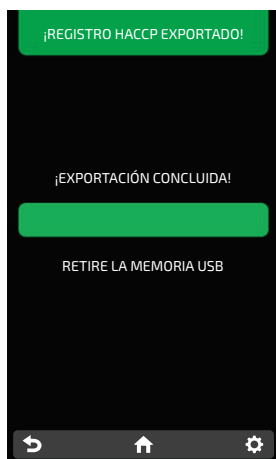 ¡REGISTRO HACCP EXPORTADO!
¡EXPORTACIÓN CONCLUIDA!
RETIRE LA MEMORIA USB